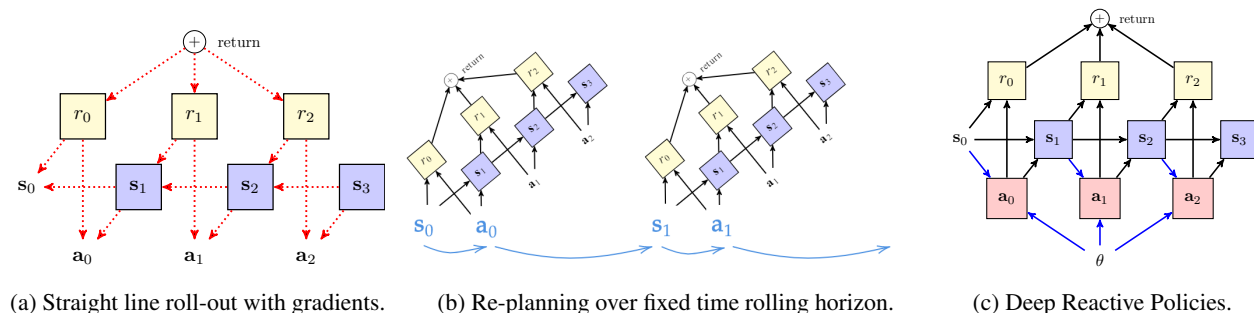 + return
r₀ r₁ r₂
s₀ s₁ s₂ s₃
a₀ a₁ a₂
(a) Straight line roll-out with gradients.
+ return
r₂ s₃
r₁ s₂ a₂
r₀ s₁ a₁
s₀ a₀
+ return
r₂ s₃
r₁ s₂ a₂
r₀ s₁ a₁
s₁ a₁
(b) Re-planning over fixed time rolling horizon.
+ return
r₀ r₁ r₂
s₀ s₁ s₂ s₃
a₀ a₁ a₂
θ
(c) Deep Reactive Policies.